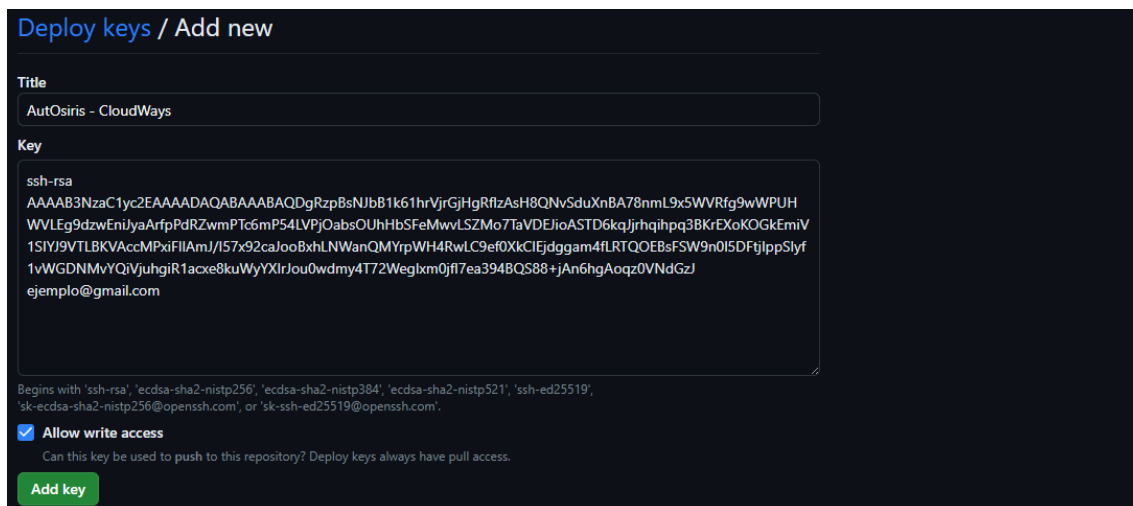 Deploy keys / Add new
Title
AutOsiris - CloudWays
Key
ssh-rsa
AAAAB3NzaC1yc2EAAAADAQABAAABAQDgRzpBsNJbB1k61hrVjrGjHgRflzAsH8QNvSduXnBA78nmL9x5WVRfg9wWPUH
WVLEg9dzwEniJyaArfpPdRZwmPTc6mP54LVPjOabsOUhHbSFeMwvLSZMo7TaVDEJioASTD6kqJjrhqihpq3BKrEXoKOGkEmiV
1SIYJ9VTLBKVAccMPxiFIIAmJ/I57x92caJooBxhLNWanQMYrpWH4RwLC9ef0XkCIEjdggam4fLRTQOEBsFSW9n0I5DFtjIppSlyf
1vWGDNMvYQiVjuhgiR1acxe8kuWyYXIrJou0wdmy4T72WegIxm0jfl7ea394BQS88+jAn6hgAoqz0VNdGzJ
ejemplo@gmail.com
Begins with 'ssh-rsa', 'ecdsa-sha2-nistp256', 'ecdsa-sha2-nistp384', 'ecdsa-sha2-nistp521', 'ssh-ed25519',
'sk-ecdsa-sha2-nistp256@openssh.com', or 'sk-ssh-ed25519@openssh.com'.
Allow write access
Can this key be used to push to this repository? Deploy keys always have pull access.
Add key